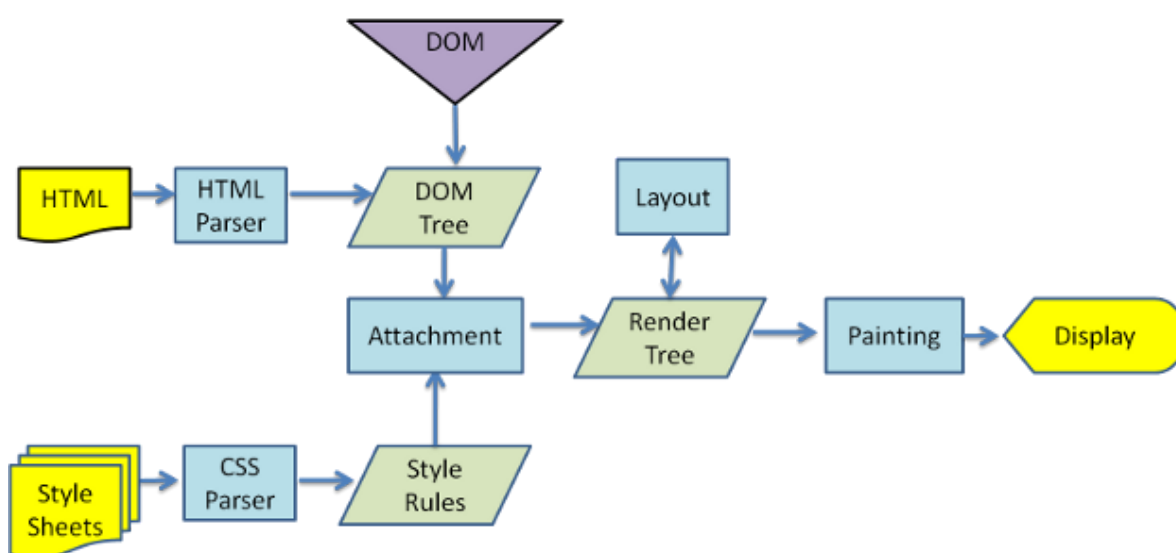 DOM
HTML
HTML
Parser
DOM
Tree
Layout
Attachment
Render
Tree
Painting
Display
Style
Sheets
CSS
Parser
Style
Rules